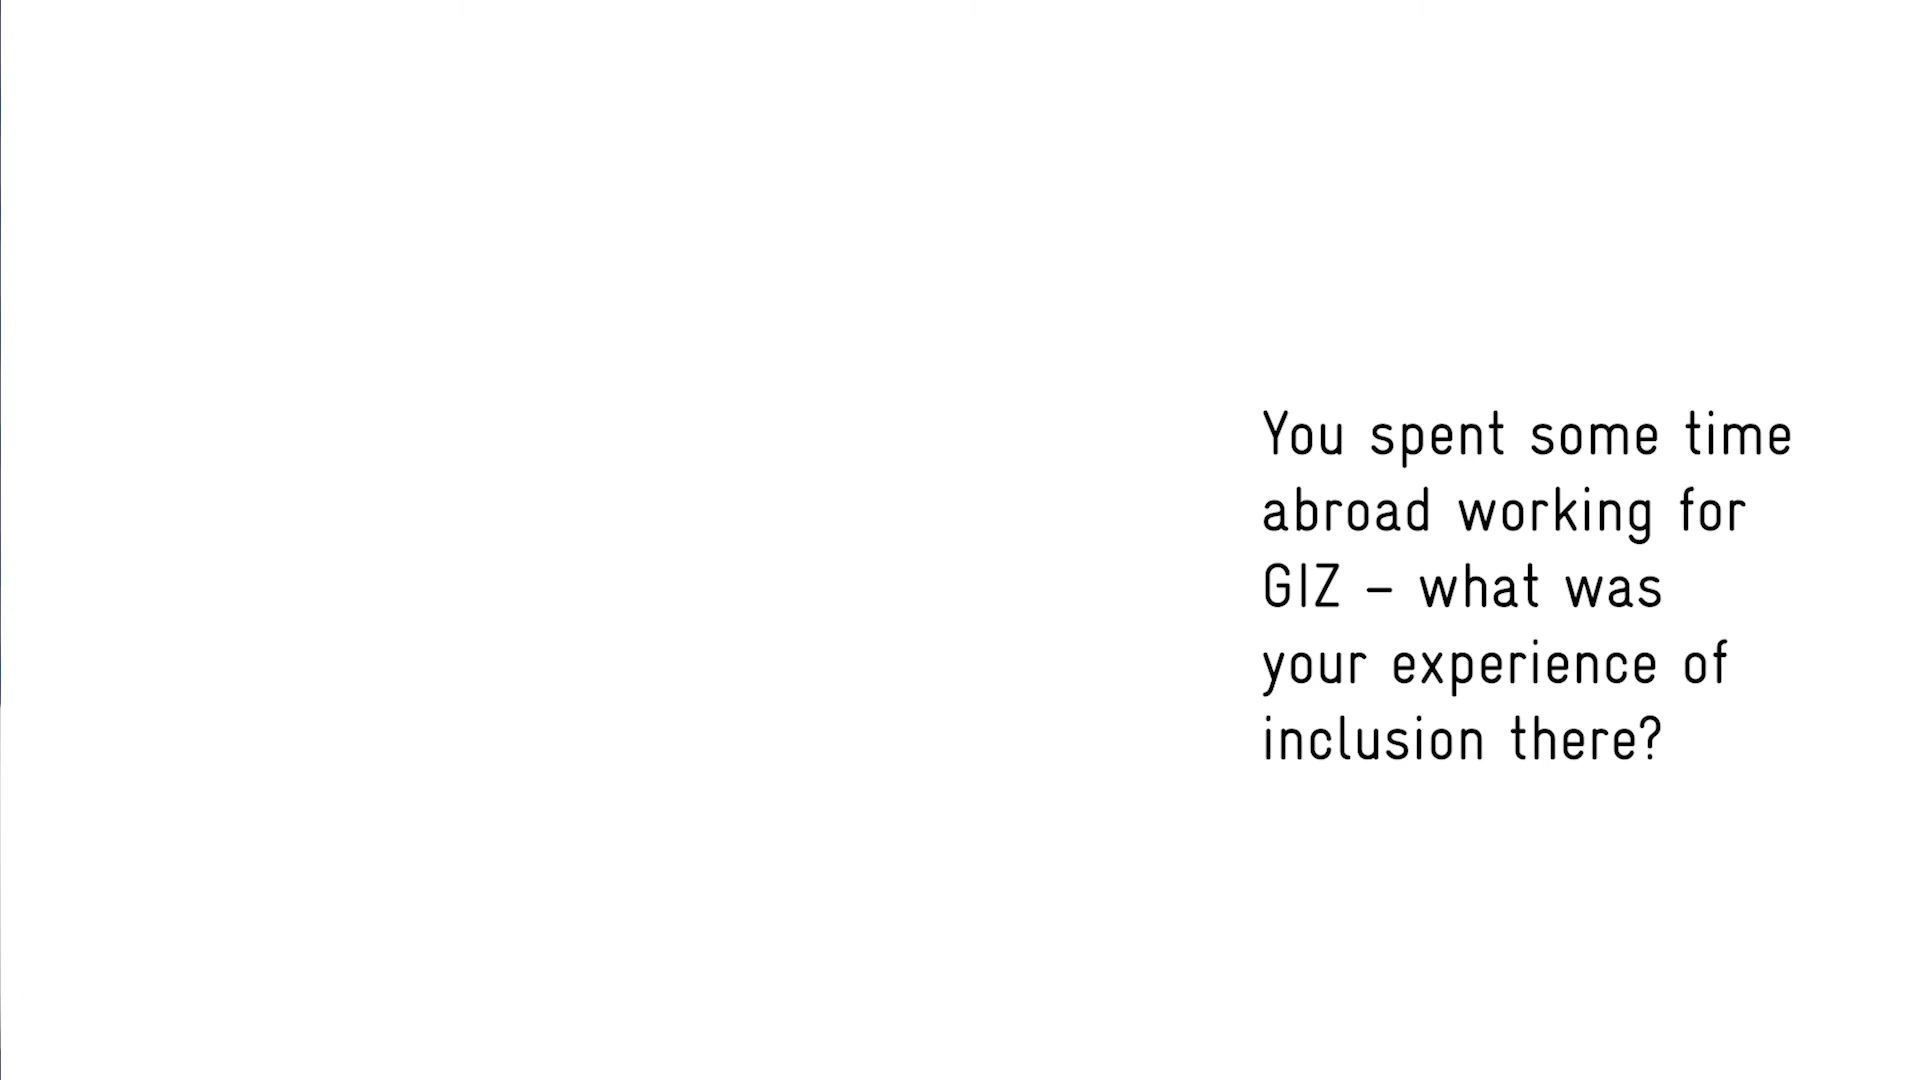 You spent some time
abroad working for
GIZ – what was
your experience of
inclusion there?